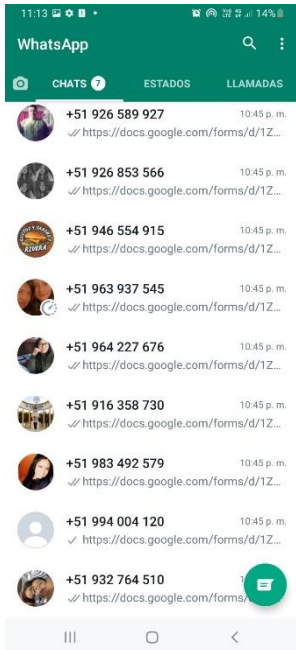 11:13 14%
WhatsApp
CHATS 7 ESTADOS LLAMADAS
+51 926 589 927 10:45 p. m.
https://docs.google.com/forms/d/1Z...
+51 926 853 566 10:45 p. m.
https://docs.google.com/forms/d/1Z...
+51 946 554 915 10:45 p. m.
https://docs.google.com/forms/d/1Z...
RIVERA
+51 963 937 545 10:45 p. m.
https://docs.google.com/forms/d/1Z...
+51 964 227 676 10:45 p. m.
https://docs.google.com/forms/d/1Z...
+51 916 358 730 10:45 p. m.
https://docs.google.com/forms/d/1Z...
+51 983 492 579 10:45 p. m.
https://docs.google.com/forms/d/1Z...
+51 994 004 120 10:45 p. m.
https://docs.google.com/forms/d/1Z...
+51 932 764 510
https://docs.google.com/forms/